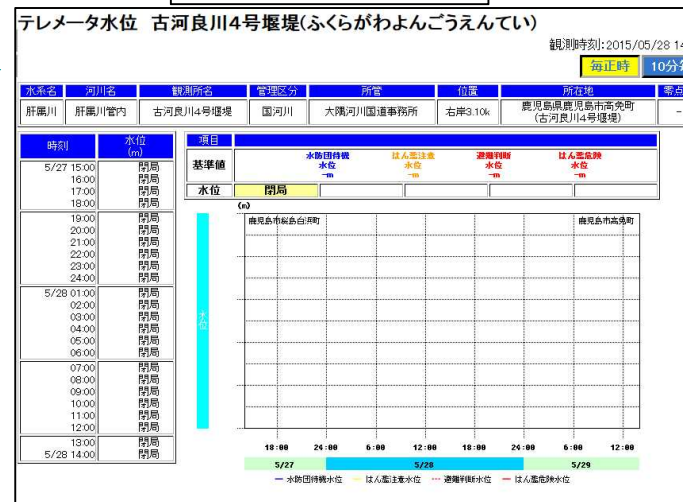 テレメータ水位 古河良川4号堰堤(ふくらがわよんごうえんてい)
観測時刻:2015/05/28 14
毎正時 10分
水系名 河川名 観測所名 管理区分 所管 位置 所在地 零点
肝属川 肝属川管内 古河良川4号堰堤 国河川 大隅河川国道事務所 右岸3.10k 鹿児島県鹿児島市高免町 -
(古河良川4号堰堤)
時刻 水位
(m)
5/27 15:00 閉局
16:00 閉局
17:00 閉局
18:00 閉局
19:00 閉局
20:00 閉局
21:00 閉局
22:00 閉局
23:00 閉局
24:00 閉局
5/28 01:00 閉局
02:00 閉局
03:00 閉局
04:00 閉局
05:00 閉局
06:00 閉局
07:00 閉局
08:00 閉局
09:00 閉局
10:00 閉局
11:00 閉局
12:00 閉局
13:00 閉局
5/28 14:00 閉局
項目
基準値 水防団待機 はん濫注意 避難判断 はん濫危険
水位 水位 水位 水位
-m -m -m -m
水位 閉局
(m)
鹿児島市桜島白浜町 鹿児島市高免町
水位
18:00 24:00 6:00 12:00 18:00 24:00 6:00 12:00
5/27 5/28 5/29
水防団待機水位 はん濫注意水位 避難判断水位 はん濫危険水位